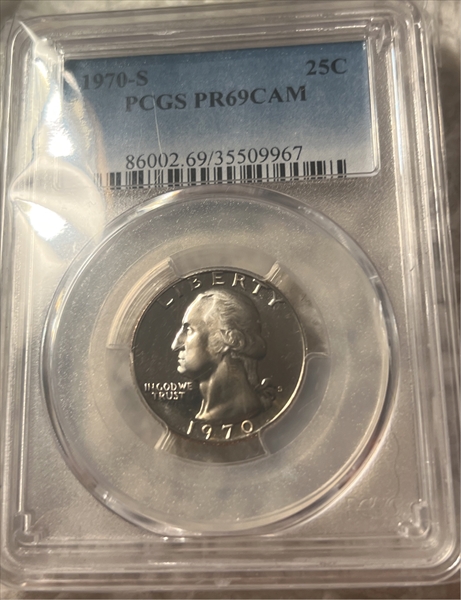 1970-S 25C
PCGS PR69CAM
86002.69/35509967
LIBERTY
IN GOD WE
TRUST
S
1970